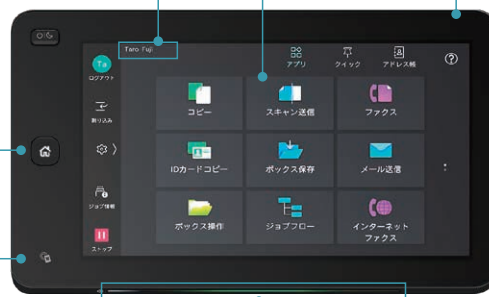 Taro Fuji
アプリ
クイック
アドレス帳
?
Ta
ログアウト
割り込み
ジョブ情報
ストップ
コピー
スキャン送信
ファクス
IDカードコピー
ボックス保存
メール送信
ボックス操作
ジョブフロー
インターネット
ファクス